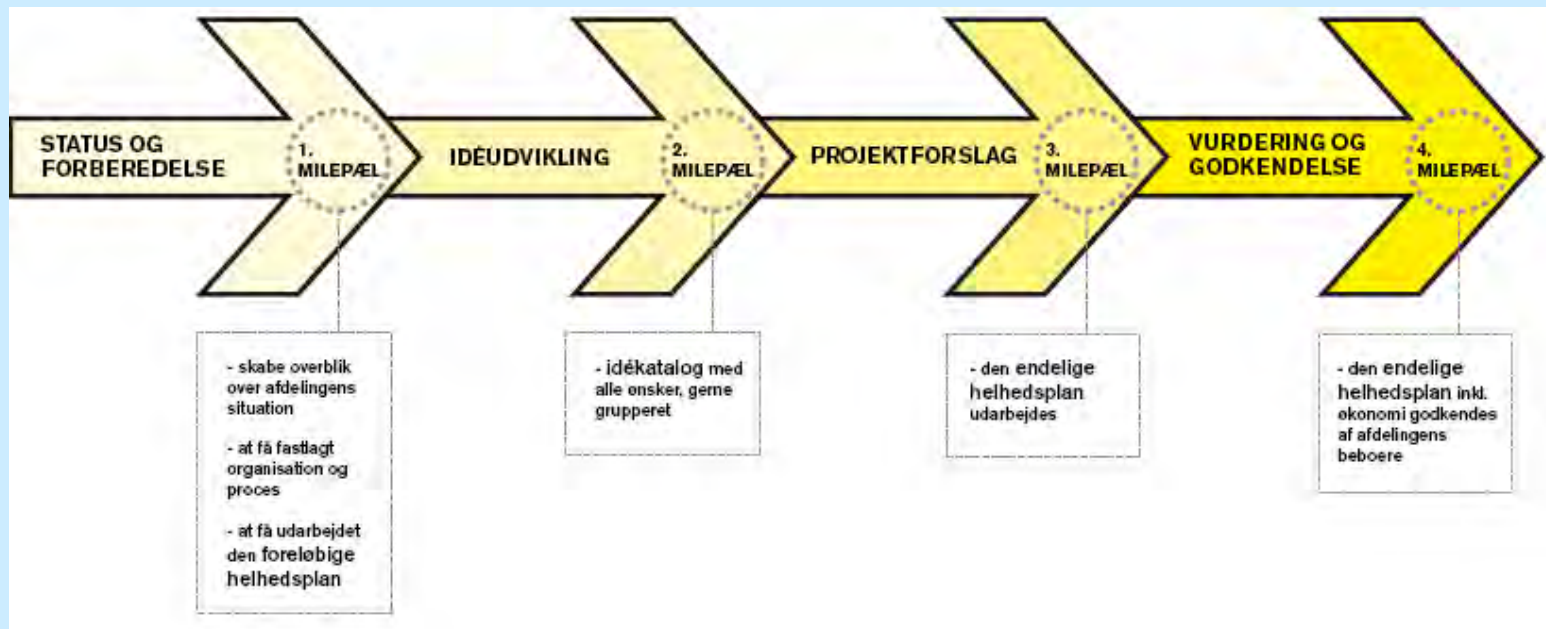 STATUS OG
FORBEREDELSE
1.
MILEPÆL
IDÉUDVIKLING
2.
MILEPÆL
PROJEKTFORSLAG
3.
MILEPÆL
VURDERING OG
GODKENDELSE
4.
MILEPÆL
- skabe overblik
over afdelingens
situation
- at få fastlagt
organisation og
proces
- at få udarbejdet
den foreløbige
helhedsplan
- idékatalog med
alle ønsker, gerne
grupperet
- den endelige
helhedsplan
udarbejdes
- den endelige
helhedsplan inkl.
økonomi godkendes
af afdelingens
beboere